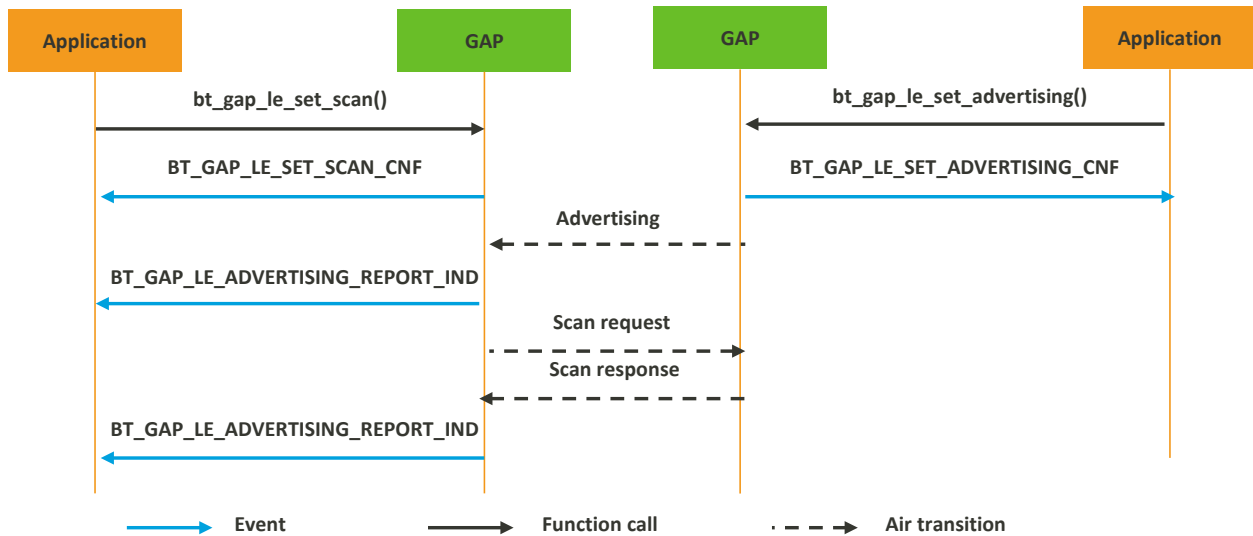 Application
GAP
GAP
Application
bt_gap_le_set_scan()
bt_gap_le_set_advertising()
BT_GAP_LE_SET_SCAN_CNF
BT_GAP_LE_SET_ADVERTISING_CNF
Advertising
BT_GAP_LE_ADVERTISING_REPORT_IND
Scan request
Scan response
BT_GAP_LE_ADVERTISING_REPORT_IND
Event
Function call
Air transition